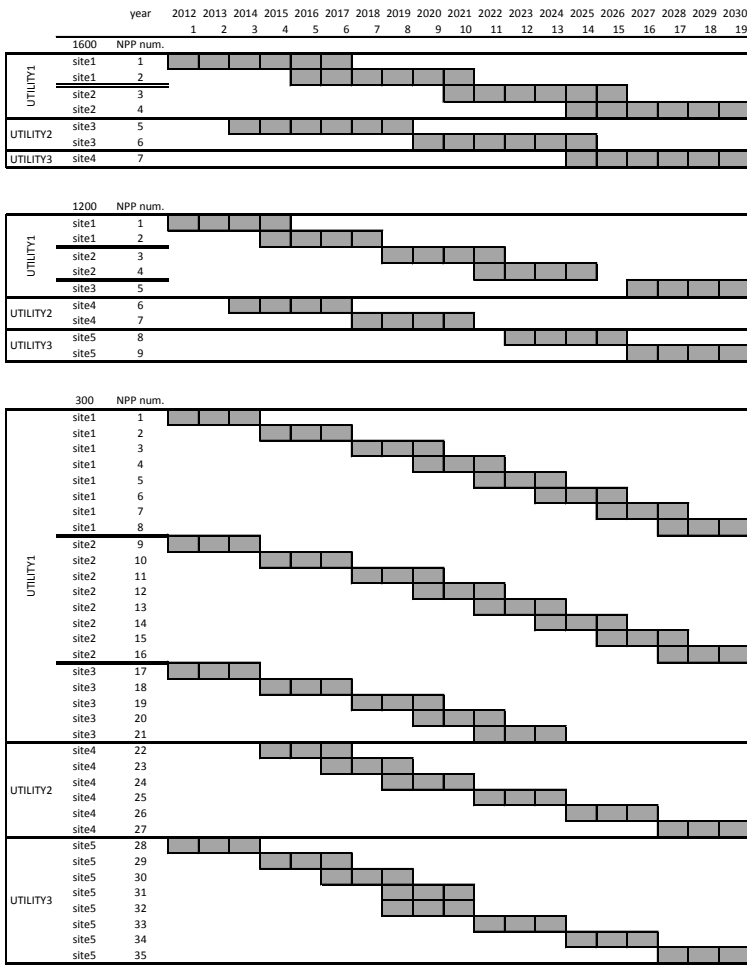 year 2012 2013 2014 2015 2016 2017 2018 2019 2020 2021 2022 2023 2024 2025 2026 2027 2028 2029 2030
1 2 3 4 5 6 7 8 9 10 11 12 13 14 15 16 17 18 19
1600 NPP num.
UTILITY1
site1 1
site1 2
site2 3
site2 4
UTILITY2
site3 5
site3 6
UTILITY3 site4 7
1200 NPP num.
UTILITY1
site1 1
site1 2
site2 3
site2 4
site3 5
UTILITY2
site4 6
site4 7
UTILITY3
site5 8
site5 9
300 NPP num.
UTILITY1
site1 1
site1 2
site1 3
site1 4
site1 5
site1 6
site1 7
site1 8
site2 9
site2 10
site2 11
site2 12
site2 13
site2 14
site2 15
site2 16
site3 17
site3 18
site3 19
site3 20
site3 21
UTILITY2
site4 22
site4 23
site4 24
site4 25
site4 26
site4 27
UTILITY3
site5 28
site5 29
site5 30
site5 31
site5 32
site5 33
site5 34
site5 35